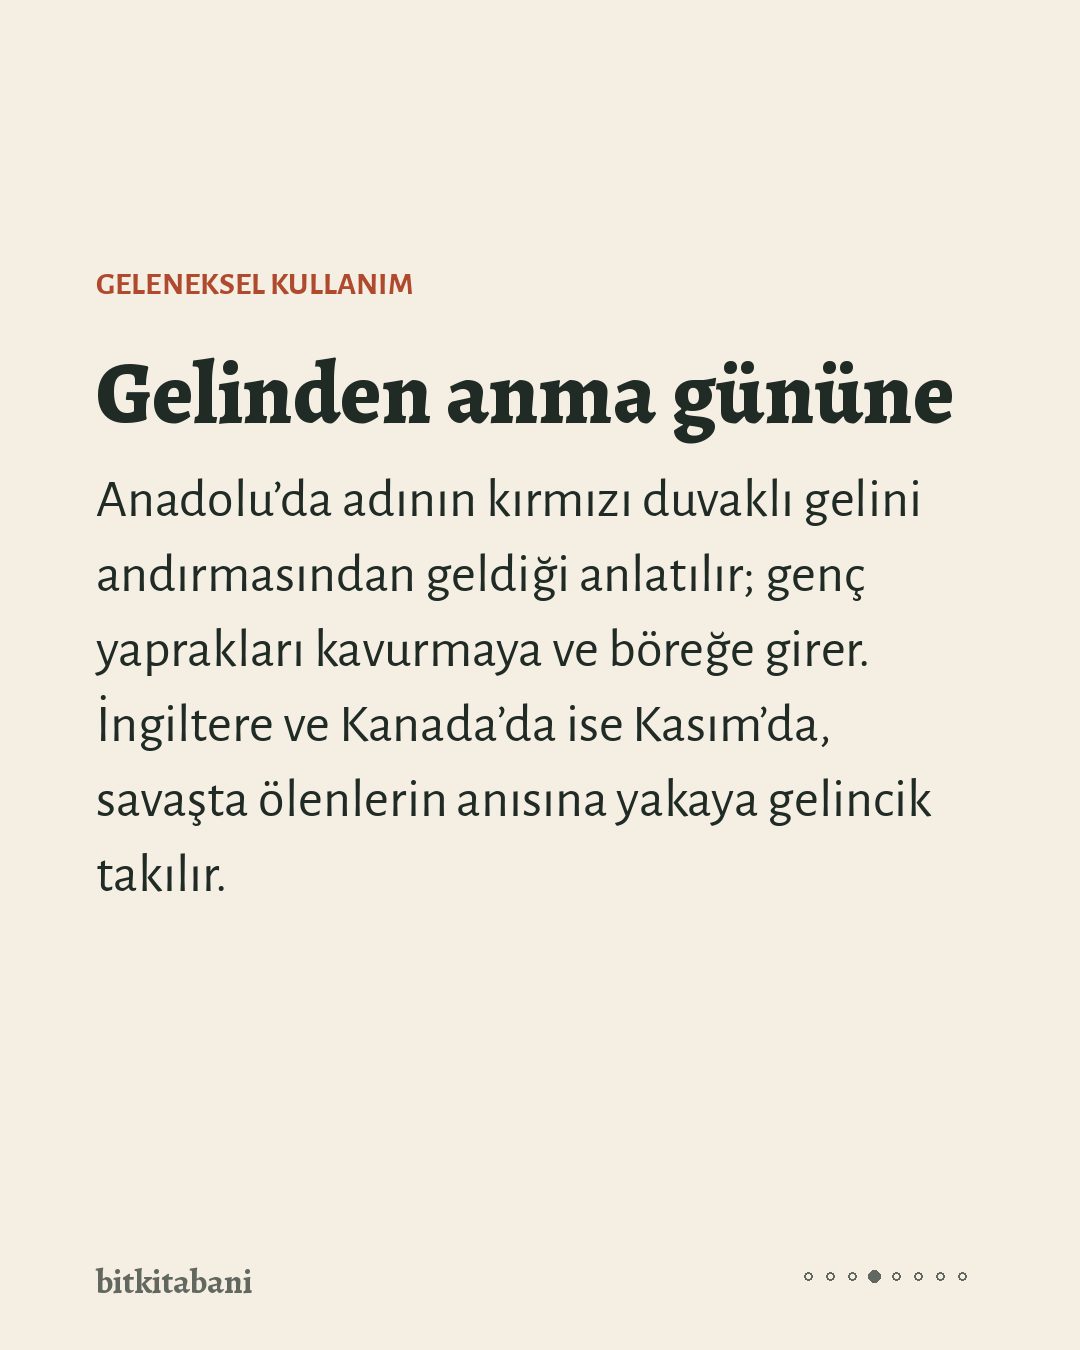 GELENEKSEL KULLANIM
Gelinden anma gününe
Anadolu’da adının kırmızı duvaklı gelini
andırmasından geldiği anlatılır; genç
yaprakları kavurmaya ve böreğe girer.
İngiltere ve Kanada’da ise Kasım’da,
savaşta ölenlerin anısına yakaya gelincik
takılır.
bitkitabani